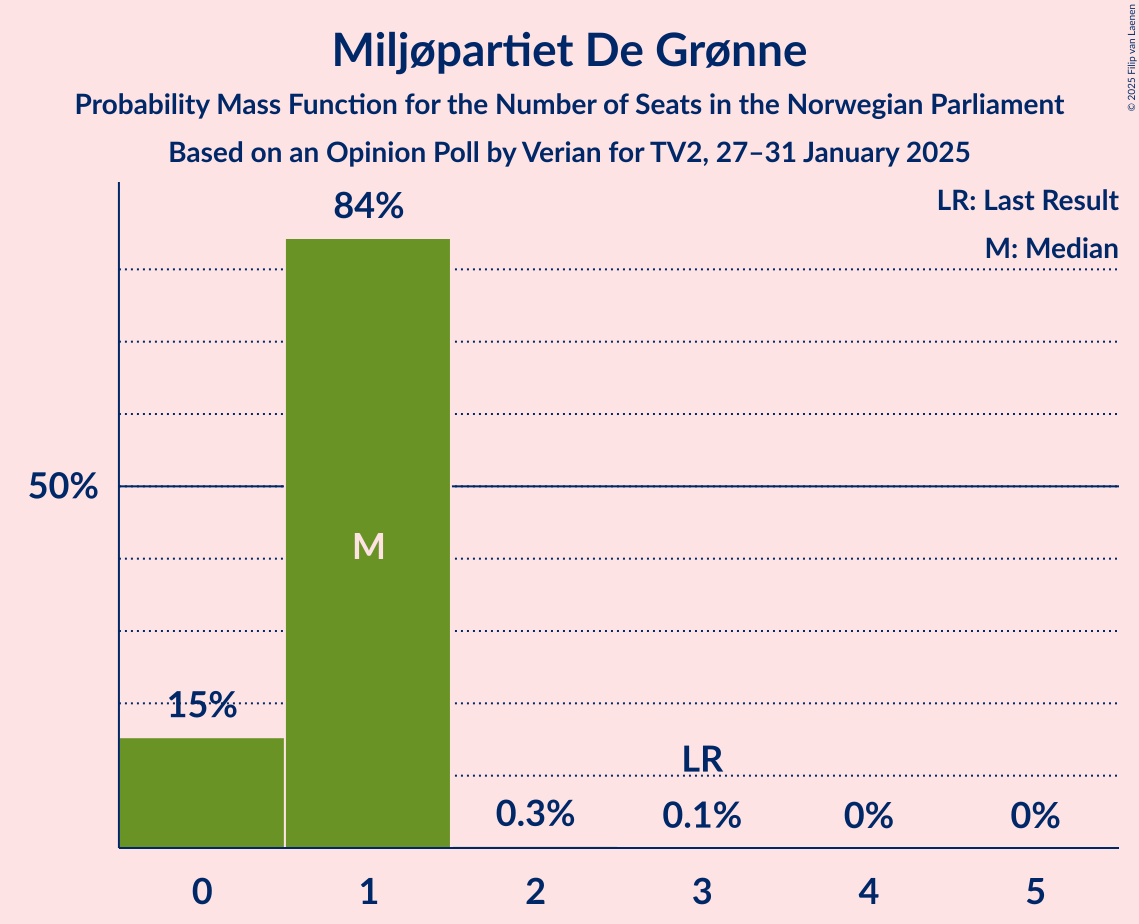 Miljøpartiet De Grønne
Probability Mass Function for the Number of Seats in the Norwegian Parliament
Based on an Opinion Poll by Verian for TV2, 27–31 January 2025
© 2025 Filip van Laenen
LR: Last Result
M: Median
84%
50%
M
15%
LR
0.3%
0.1%
0%
0%
0
1
2
3
4
5